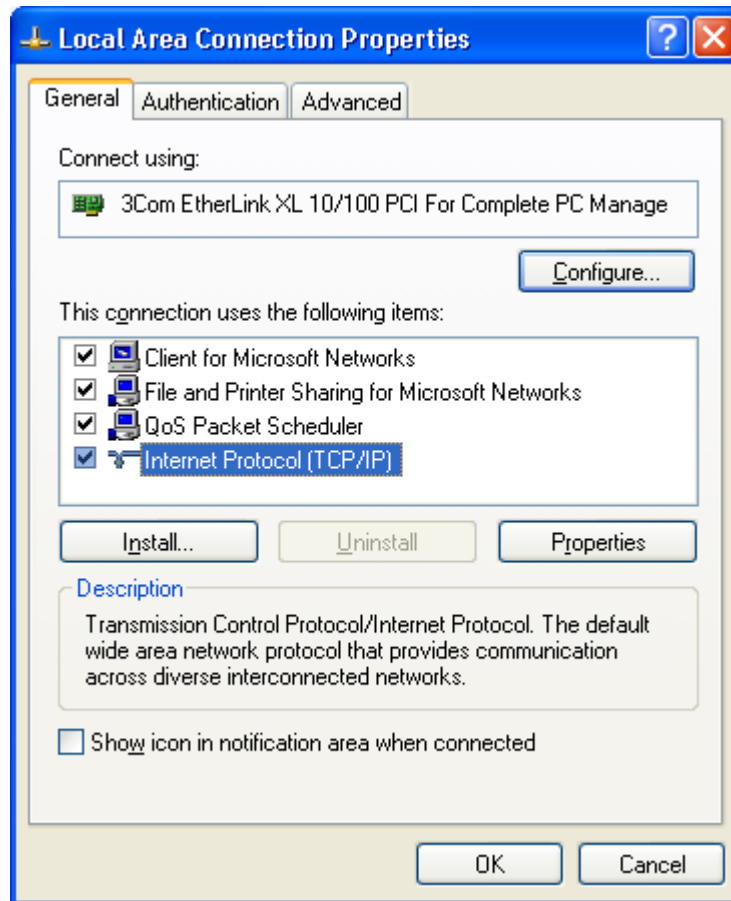 Local Area Connection Properties
General Authentication Advanced
Connect using:
3Com EtherLink XL 10/100 PCI For Complete PC Manage
Configure...
This connection uses the following items:
Client for Microsoft Networks
File and Printer Sharing for Microsoft Networks
QoS Packet Scheduler
Internet Protocol (TCP/IP)
Install... Uninstall Properties
Description
Transmission Control Protocol/Internet Protocol. The default
wide area network protocol that provides communication
across diverse interconnected networks.
Show icon in notification area when connected
OK Cancel